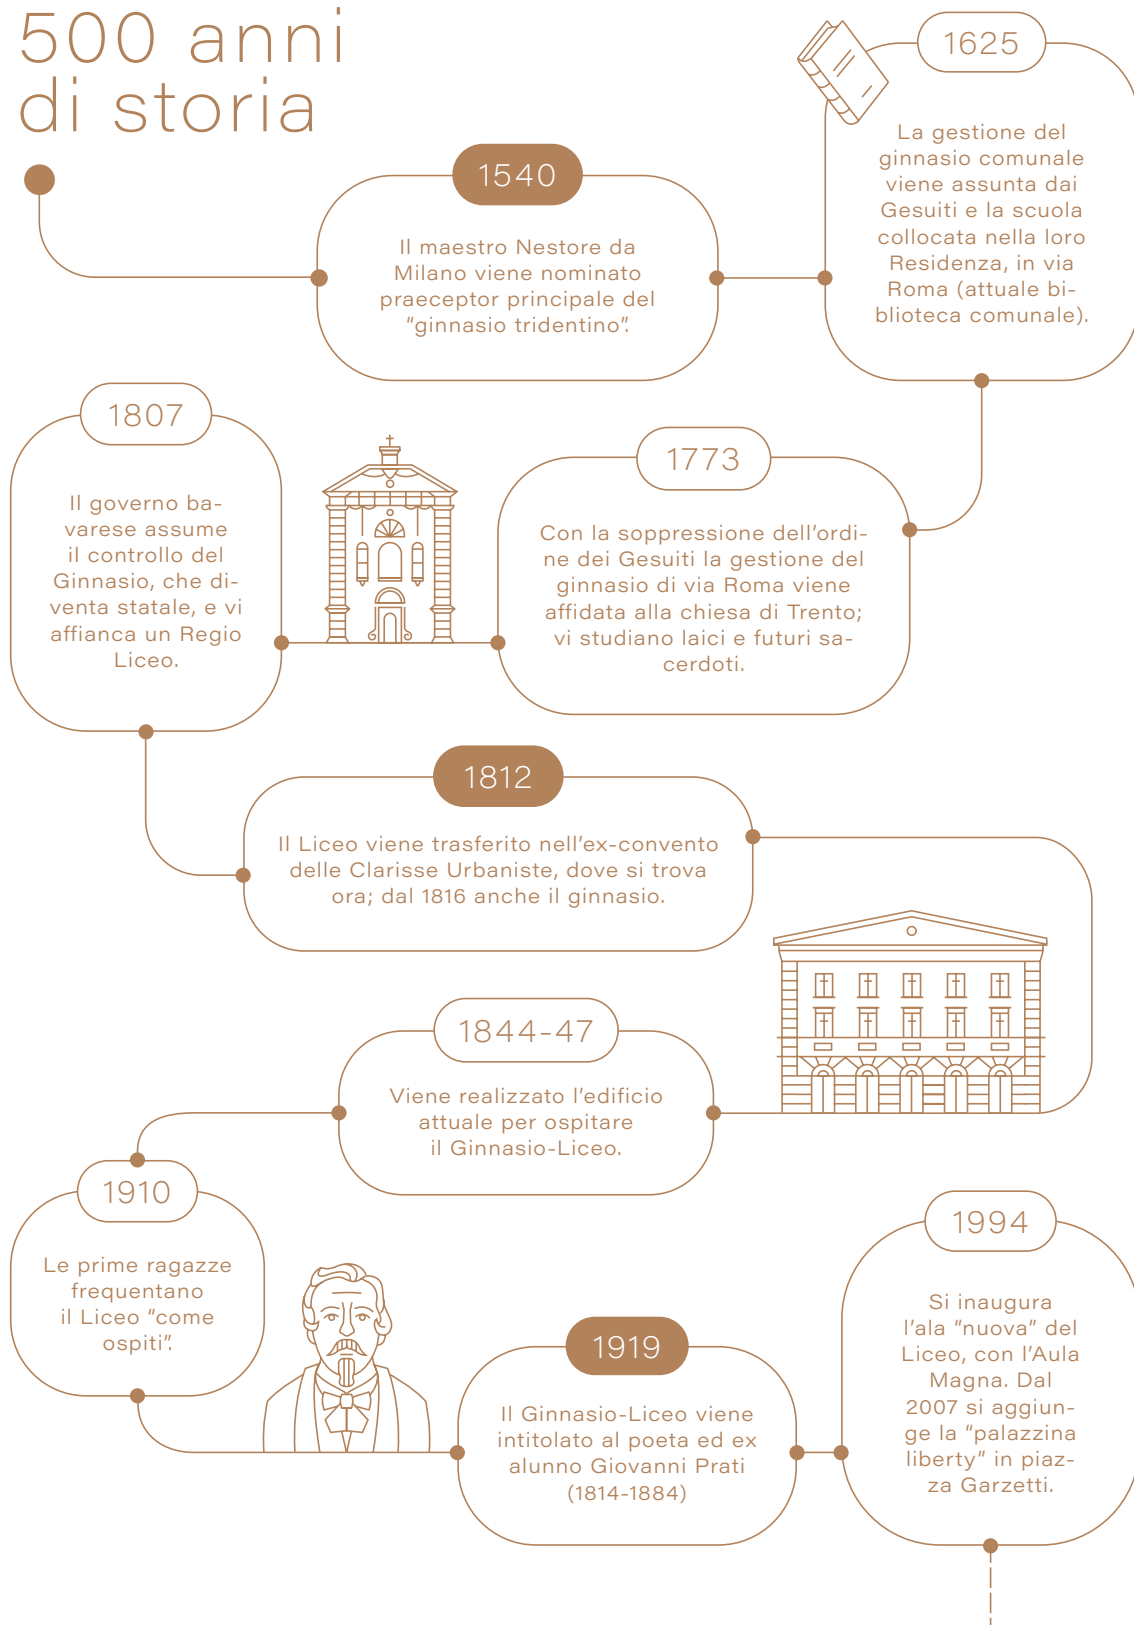 500 anni
di storia
1540
Il maestro Nestore da
Milano viene nominato
praeceptor principale del
"ginnasio tridentino".
1625
La gestione del
ginnasio comunale
viene assunta dai
Gesuiti e la scuola
collocata nella loro
Residenza, in via
Roma (attuale bi-
blioteca comunale).
1773
Con la soppressione dell'ordi-
ne dei Gesuiti la gestione del
ginnasio di via Roma viene
affidata alla chiesa di Trento;
vi studiano laici e futuri sa-
cerdoti.
1807
Il governo ba-
varese assume
il controllo del
Ginnasio, che di-
venta statale, e vi
affianca un Regio
Liceo.
1812
Il Liceo viene trasferito nell'ex-convento
delle Clarisse Urbaniste, dove si trova
ora; dal 1816 anche il ginnasio.
1844-47
Viene realizzato l'edificio
attuale per ospitare
il Ginnasio-Liceo.
1910
Le prime ragazze
frequentano
il Liceo "come
ospiti".
1919
Il Ginnasio-Liceo viene
intitolato al poeta ed ex
alunno Giovanni Prati
(1814-1884)
1994
Si inaugura
l'ala "nuova" del
Liceo, con l'Aula
Magna. Dal
2007 si aggiun-
ge la "palazzina
liberty" in piaz-
za Garzetti.